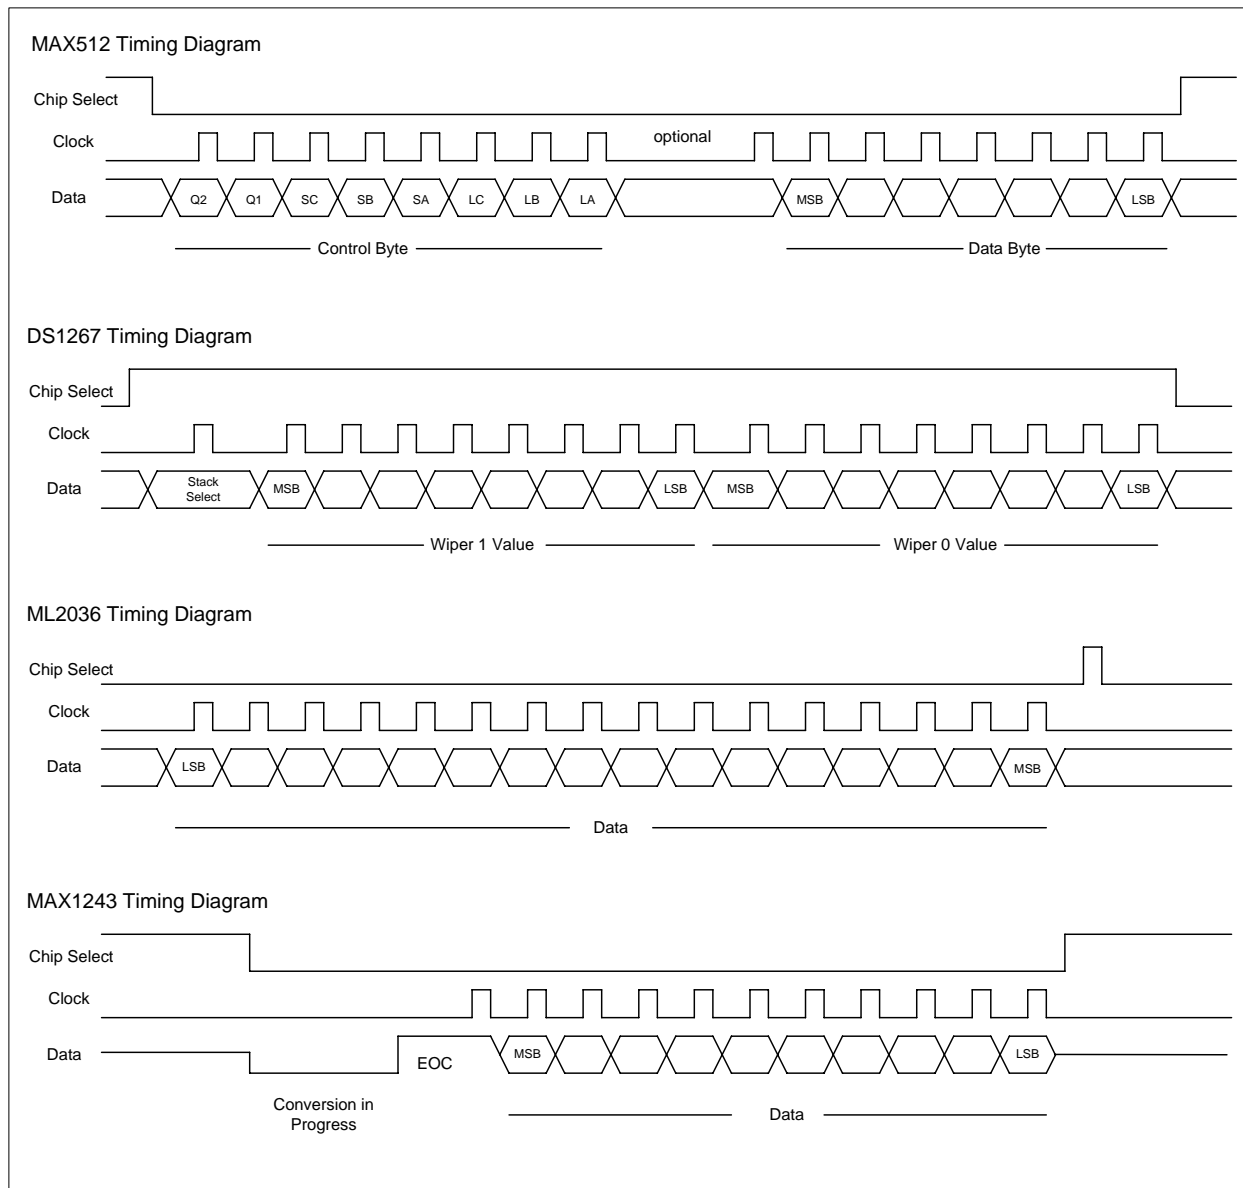 MAX512 Timing Diagram
Chip Select
Clock
optional
Data
Q2 Q1 SC SB SA LC LB LA MSB LSB
Control Byte
Data Byte
DS1267 Timing Diagram
Chip Select
Clock
Data
Stack
Select
MSB LSB MSB LSB
Wiper 1 Value
Wiper 0 Value
ML2036 Timing Diagram
Chip Select
Clock
Data
LSB MSB
Data
MAX1243 Timing Diagram
Chip Select
Clock
Data
EOC
MSB LSB
Conversion in
Progress
Data